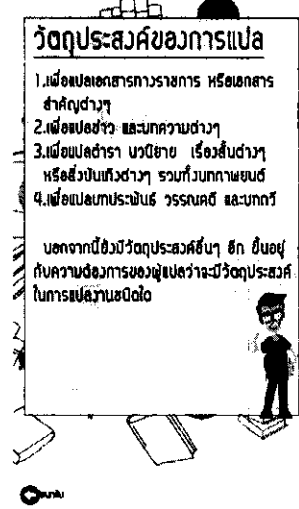 วัตถุประสงค์ของการแปล
1.เพื่อแปลเอกสารทางราชการ หรือเอกสาร
สำคัญต่างๆ
2.เพื่อแปลข่าว และบทความต่างๆ
3.เพื่อแปลตำรา นวนิยาย เรื่องสั้นต่างๆ
หรือสิ่งบันเทิงต่างๆ รวมทั้งบทภาพยนต์
4.เพื่อแปลบทประพันธ์ วรรณคดี และบทกวี
นอกจากนี้ยังมีวัตถุประสงค์อื่นๆ อีก ขึ้นอยู่
กับความต้องการของผู้แปลว่าจะมีวัตถุประสงค์
ในการแปลงานชนิดใด